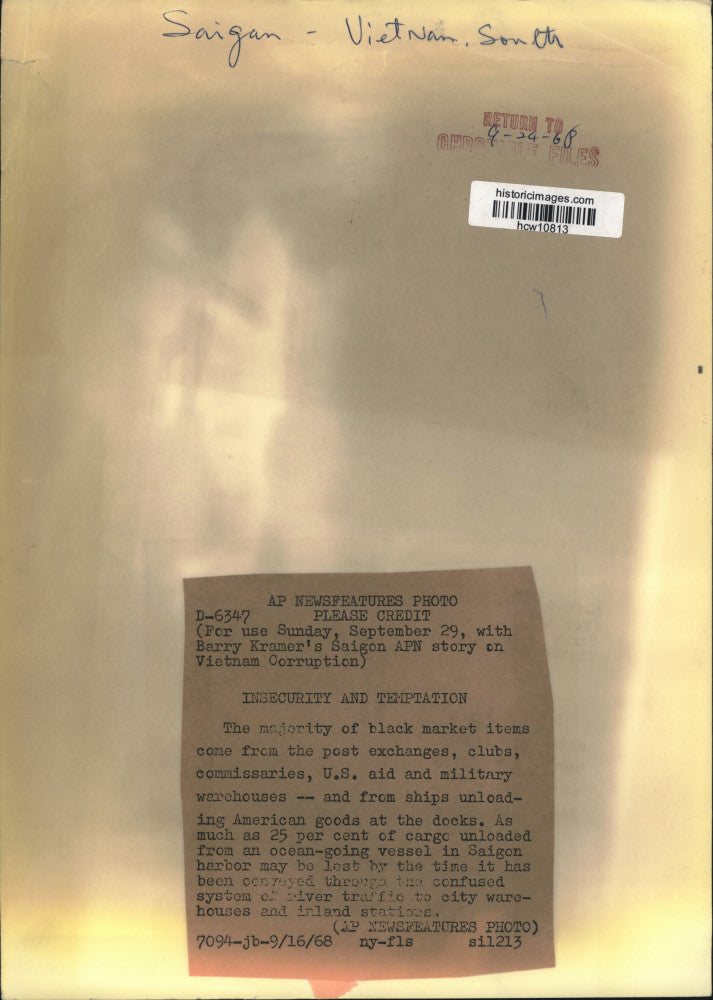 Saigan - Vietnam, South
RETURN TO
9-24-68
CHRONICLE FILES
historicimages.com
hcw10813
AP NEWSFEATURES PHOTO
D-6347 PLEASE CREDIT
(For use Sunday, September 29, with
Barry Kramer's Saigon APN story on
Vietnam Corruption)
INSECURITY AND TEMPTATION
The majority of black market items
come from the post exchanges, clubs,
commissaries, U.S. aid and military
warehouses -- and from ships unload-
ing American goods at the docks. As
much as 25 per cent of cargo unloaded
from an ocean-going vessel in Saigon
harbor may be lost by the time it has
been conveyed through the confused
system of river traffic to city ware-
houses and inland stations.
(AP NEWSFEATURES PHOTO)
7094-jb-9/16/68 ny-fls sil213